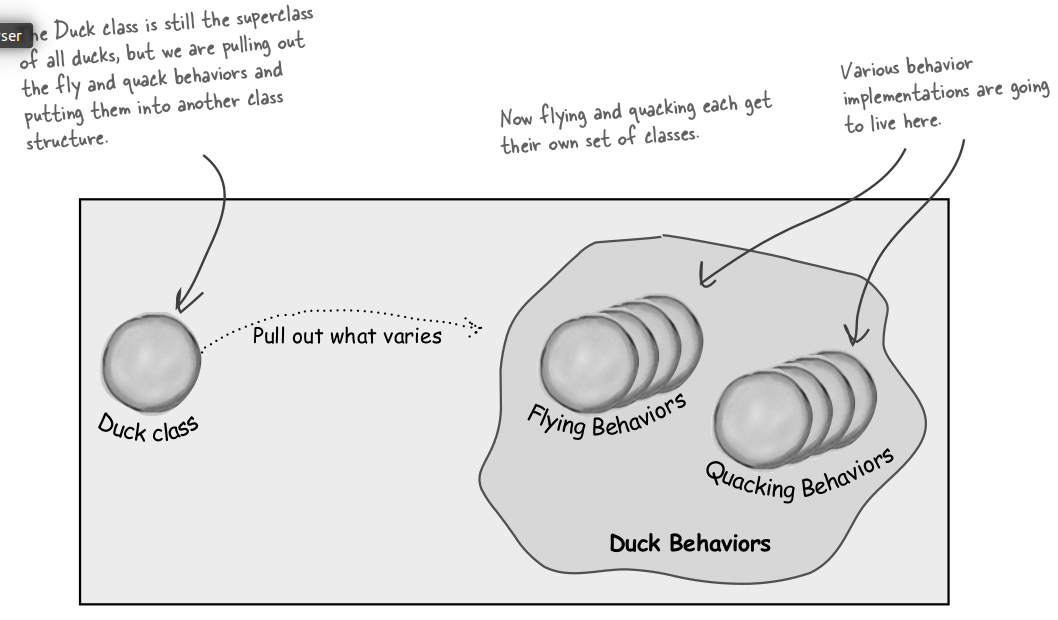 ser
he Duck class is still the superclass
of all ducks, but we are pulling out
the fly and quack behaviors and
putting them into another class
structure.
Now flying and quacking each get
their own set of classes.
Various behavior
implementations are going
to live here.
Pull out what varies
Duck class
Flying Behaviors
Quacking Behaviors
Duck Behaviors